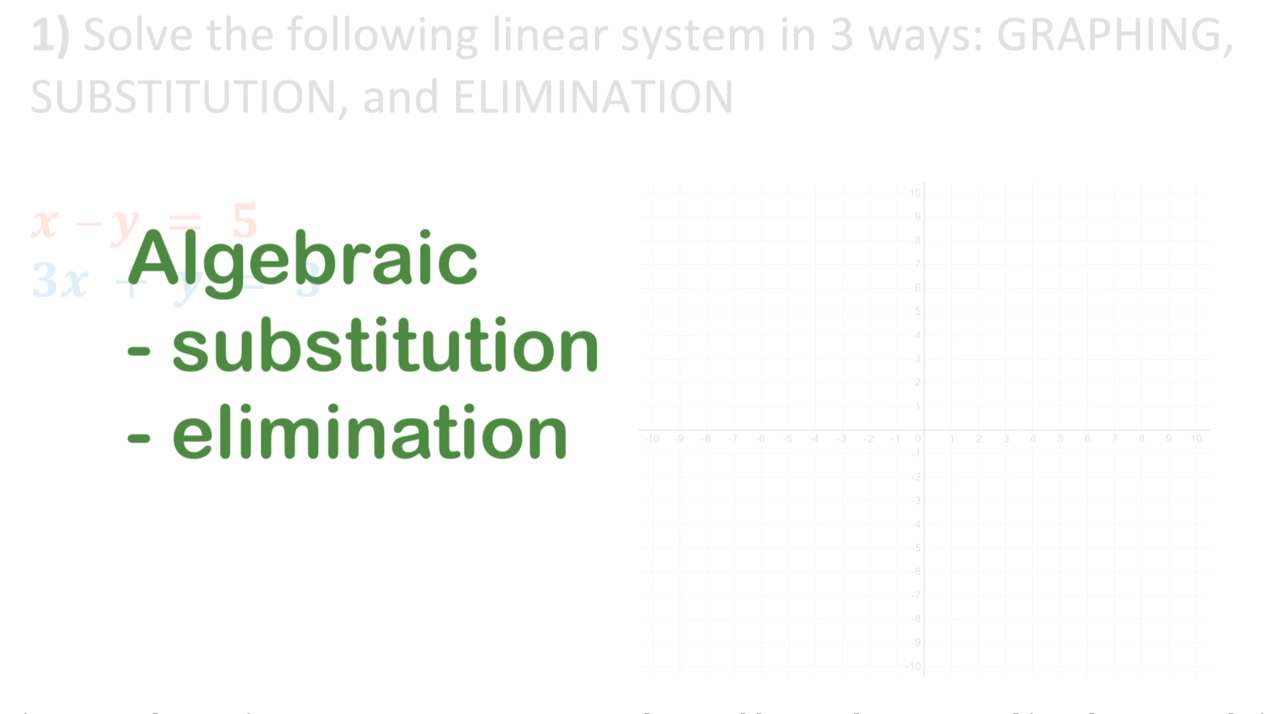 1) Solve the following linear system in 3 ways: GRAPHING,
SUBSTITUTION, and ELIMINATION
x − y = 5
3x + y = 3
Algebraic
- substitution
- elimination
10
9
8
7
6
5
4
3
2
1
-10 -9 -8 -7 -6 -5 -4 -3 -2 -1 0 1 2 3 4 5 6 7 8 9 10
-1
-2
-3
-4
-5
-6
-7
-8
-9
-10